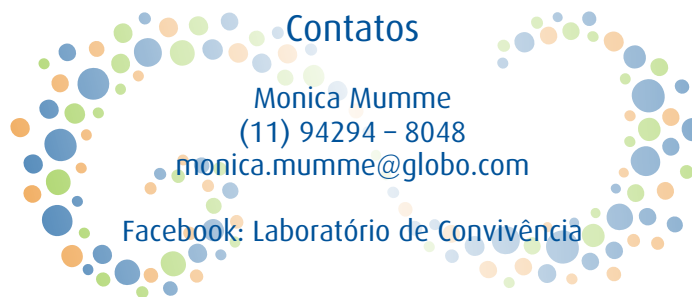 Contatos
Monica Mumme
(11) 94294 – 8048
monica.mumme@globo.com
Facebook: Laboratório de Convivência